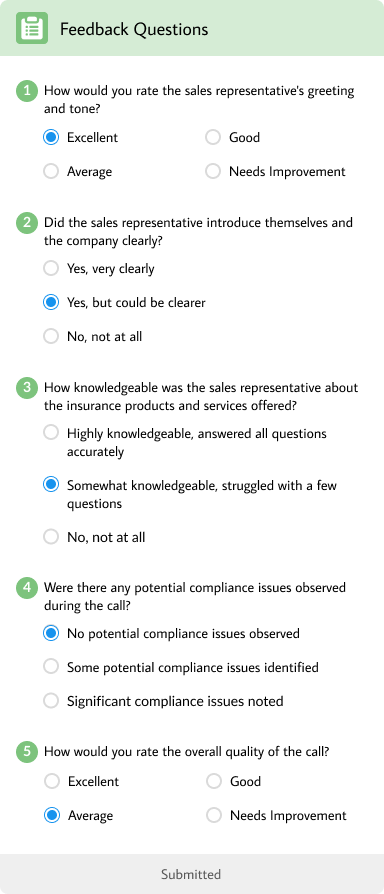 Feedback Questions
1 How would you rate the sales representative's greeting
and tone?
Excellent Good
Average Needs Improvement
2 Did the sales representative introduce themselves and
the company clearly?
Yes, very clearly
Yes, but could be clearer
No, not at all
3 How knowledgeable was the sales representative about
the insurance products and services offered?
Highly knowledgeable, answered all questions
accurately
Somewhat knowledgeable, struggled with a few
questions
No, not at all
4 Were there any potential compliance issues observed
during the call?
No potential compliance issues observed
Some potential compliance issues identified
Significant compliance issues noted
5 How would you rate the overall quality of the call?
Excellent Good
Average Needs Improvement
Submitted